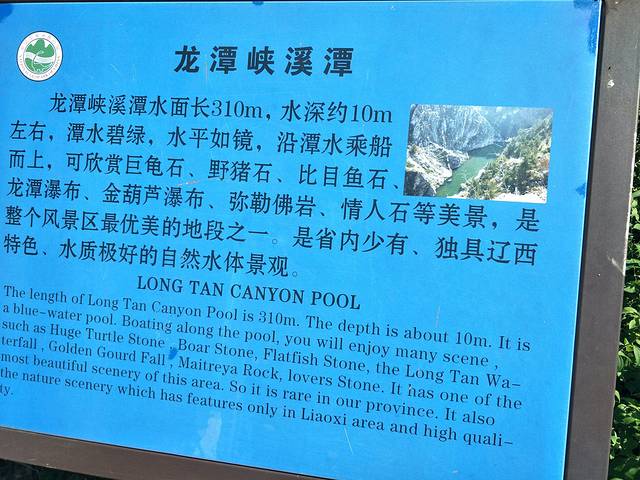 龙潭峡溪潭
龙潭峡溪潭水面长310m，水深约10m
左右，潭水碧绿，水平如镜，沿潭水乘船
而上，可欣赏巨龟石、野猪石、比目鱼石、
龙潭瀑布、金葫芦瀑布、弥勒佛岩、情人石等美景，是
整个风景区最优美的地段之一。是省内少有、独具辽西
特色、水质极好的自然水体景观。
LONG TAN CANYON POOL
The length of Long Tan Canyon Pool is 310m. The depth is about 10m. It is
a blue-water pool. Boating along the pool, you will enjoy many scene ,
such as Huge Turtle Stone , Boar Stone, Flatfish Stone, the Long Tan Wa-
terfall , Golden Gourd Fall , Maitreya Rock, lovers Stone. It has one of the
most beautiful scenery of this area. So it is rare in our province. It also
the nature scenery which has features only in Liaoxi area and high quali-
ty.